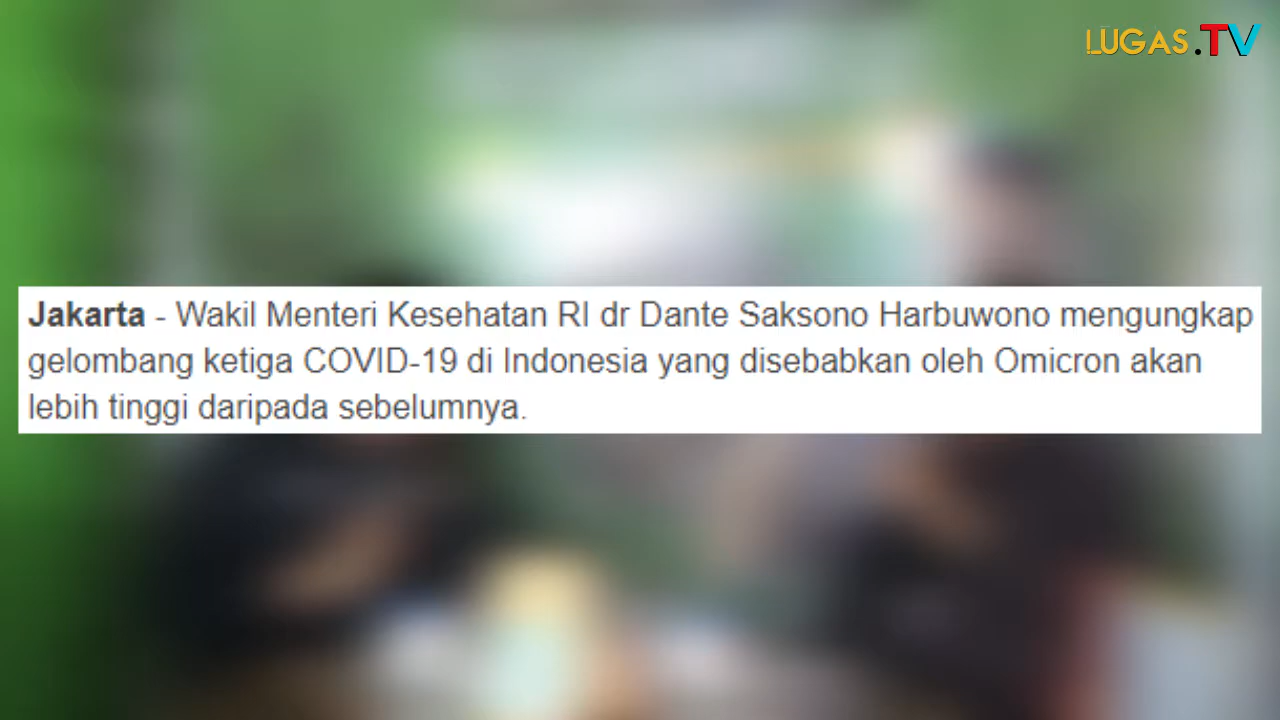 LUGAS.TV
Jakarta - Wakil Menteri Kesehatan RI dr Dante Saksono Harbuwono mengungkap
gelombang ketiga COVID-19 di Indonesia yang disebabkan oleh Omicron akan
lebih tinggi daripada sebelumnya.